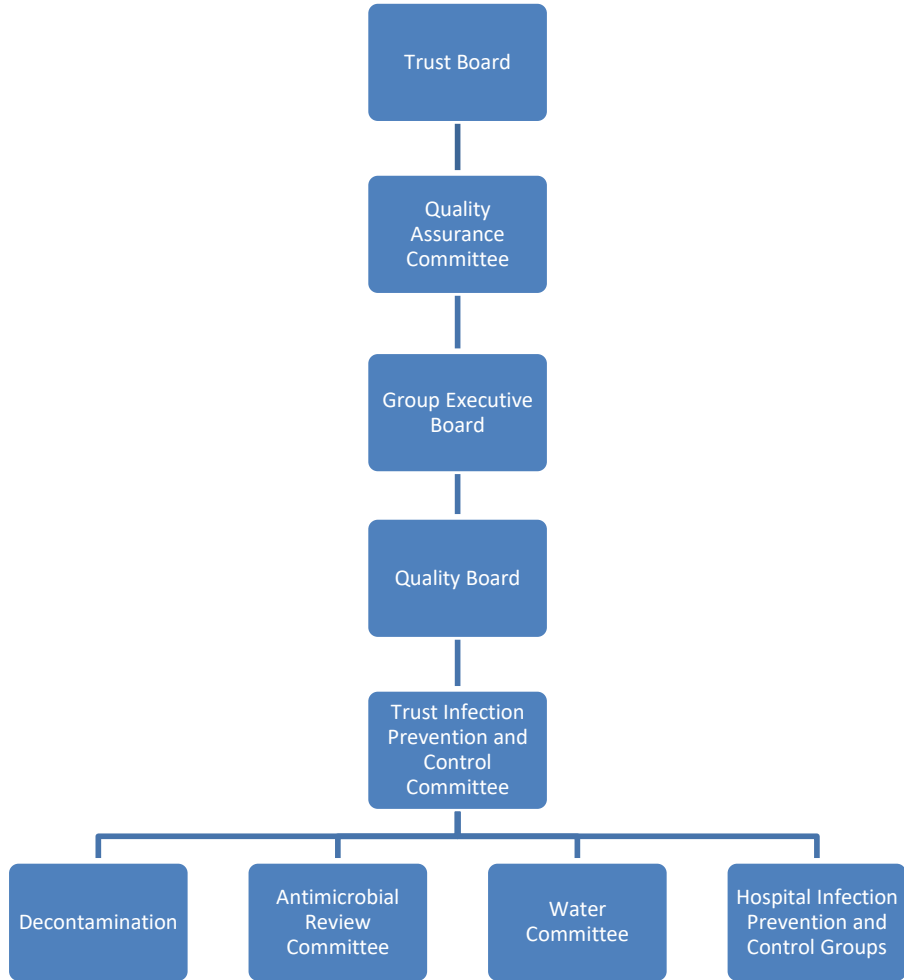 Trust Board
Quality
Assurance
Committee
Group Executive
Board
Quality Board
Trust Infection
Prevention and
Control
Committee
Decontamination
Antimicrobial
Review
Committee
Water
Committee
Hospital Infection
Prevention and
Control Groups